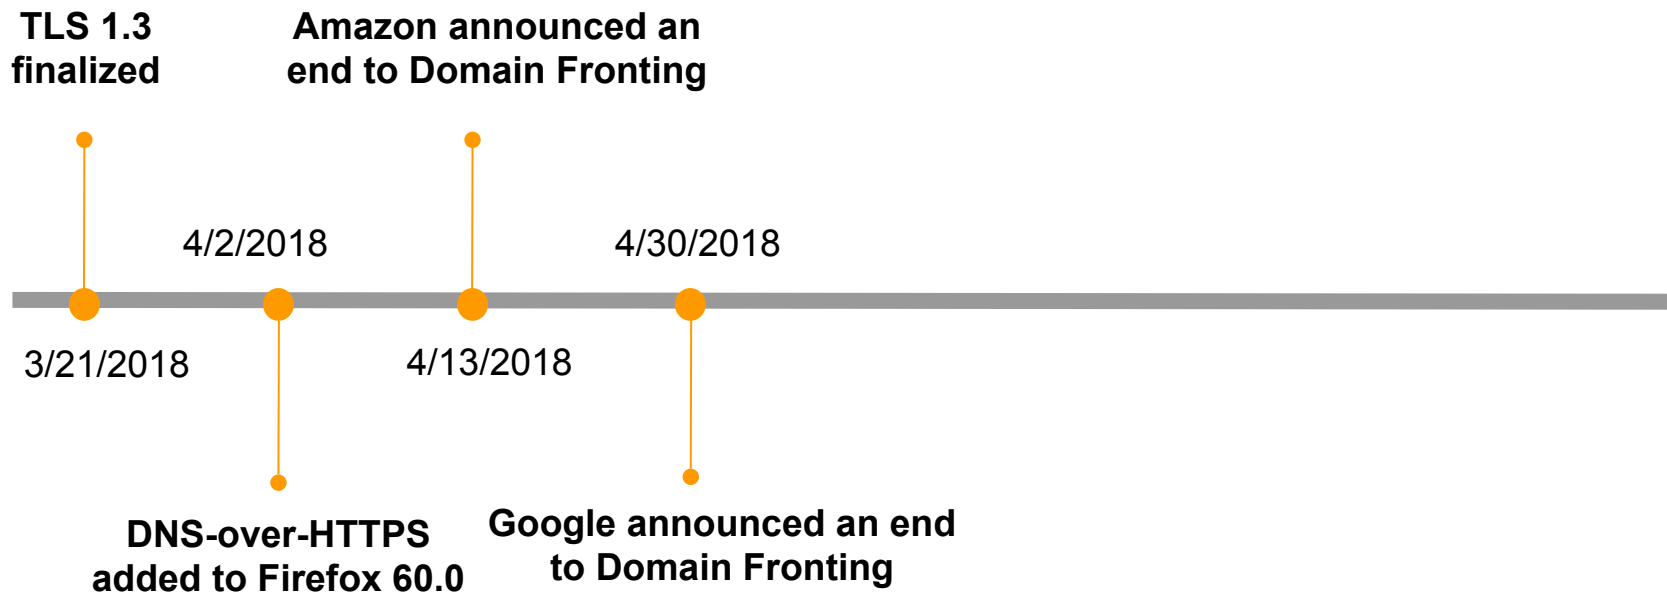 TLS 1.3
finalized
Amazon announced an
end to Domain Fronting
4/2/2018
4/30/2018
3/21/2018
4/13/2018
DNS-over-HTTPS
added to Firefox 60.0
Google announced an end
to Domain Fronting